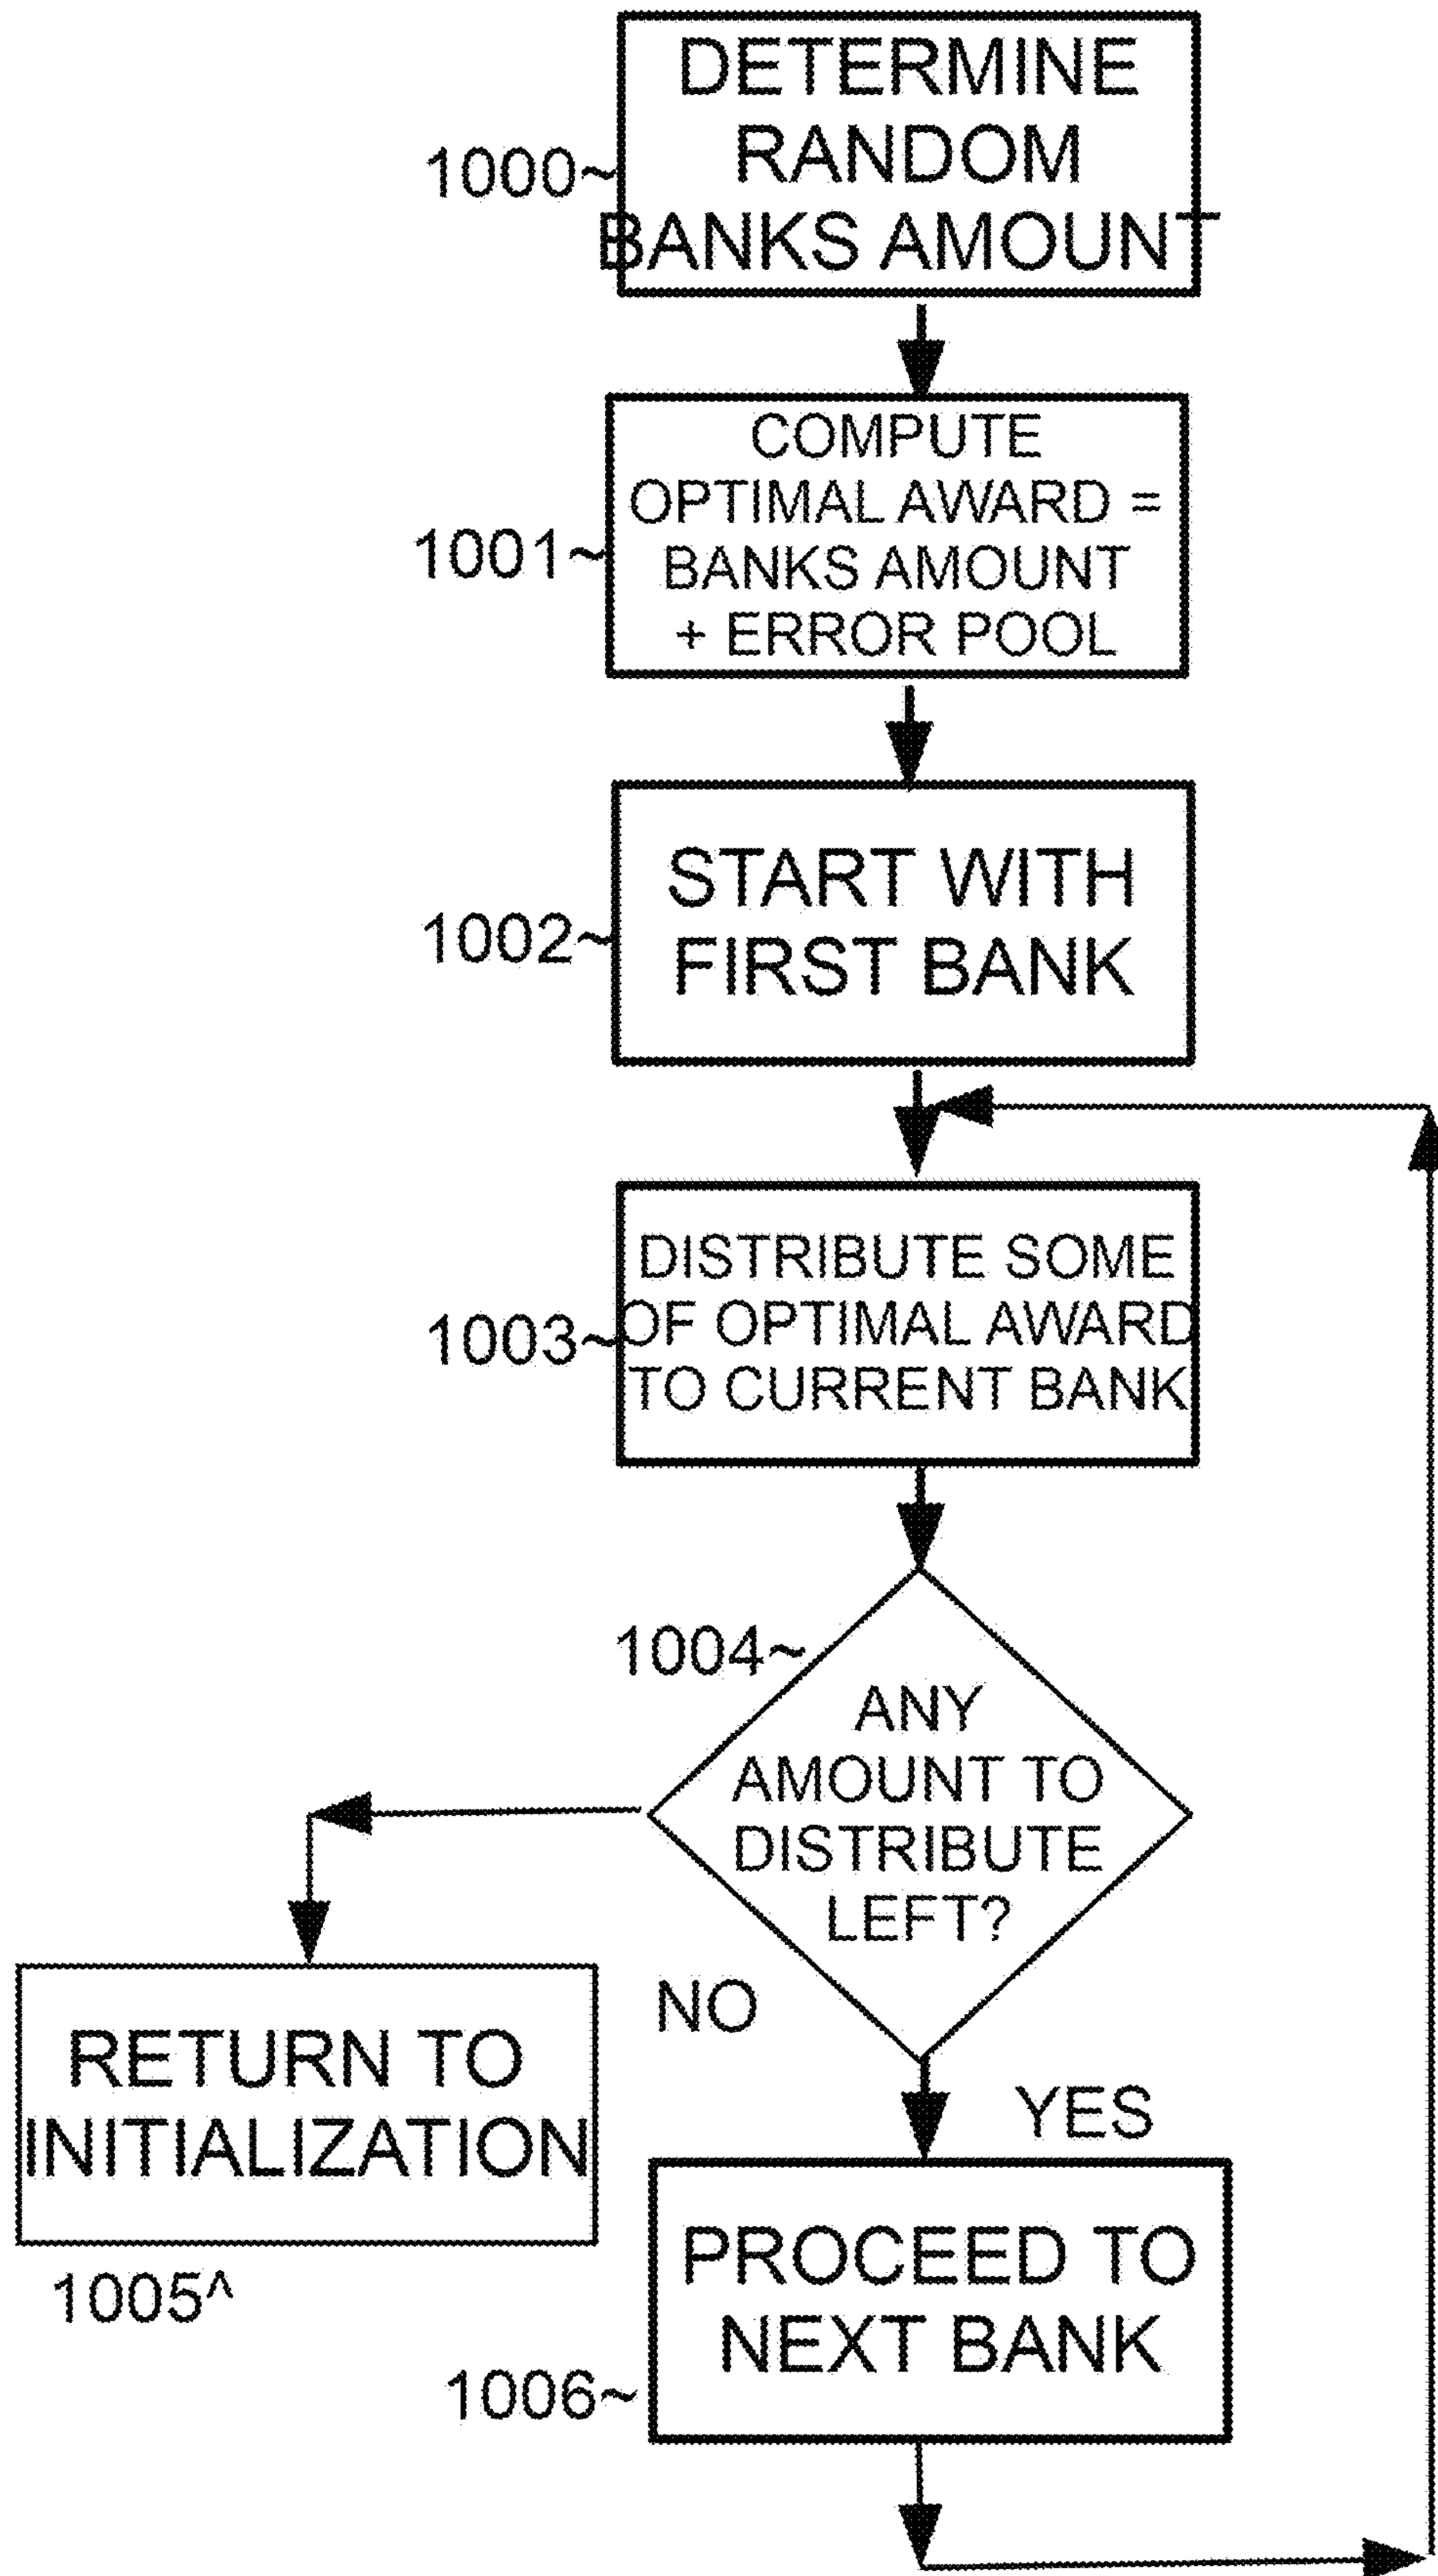 DETERMINE
RANDOM
BANKS AMOUNT
1000~
COMPUTE
OPTIMAL AWARD =
BANKS AMOUNT
+ ERROR POOL
1001~
START WITH
FIRST BANK
1002~
DISTRIBUTE SOME
OF OPTIMAL AWARD
TO CURRENT BANK
1003~
1004~
ANY
AMOUNT TO
DISTRIBUTE
LEFT?
NO
YES
RETURN TO
INITIALIZATION
1005^
PROCEED TO
NEXT BANK
1006~